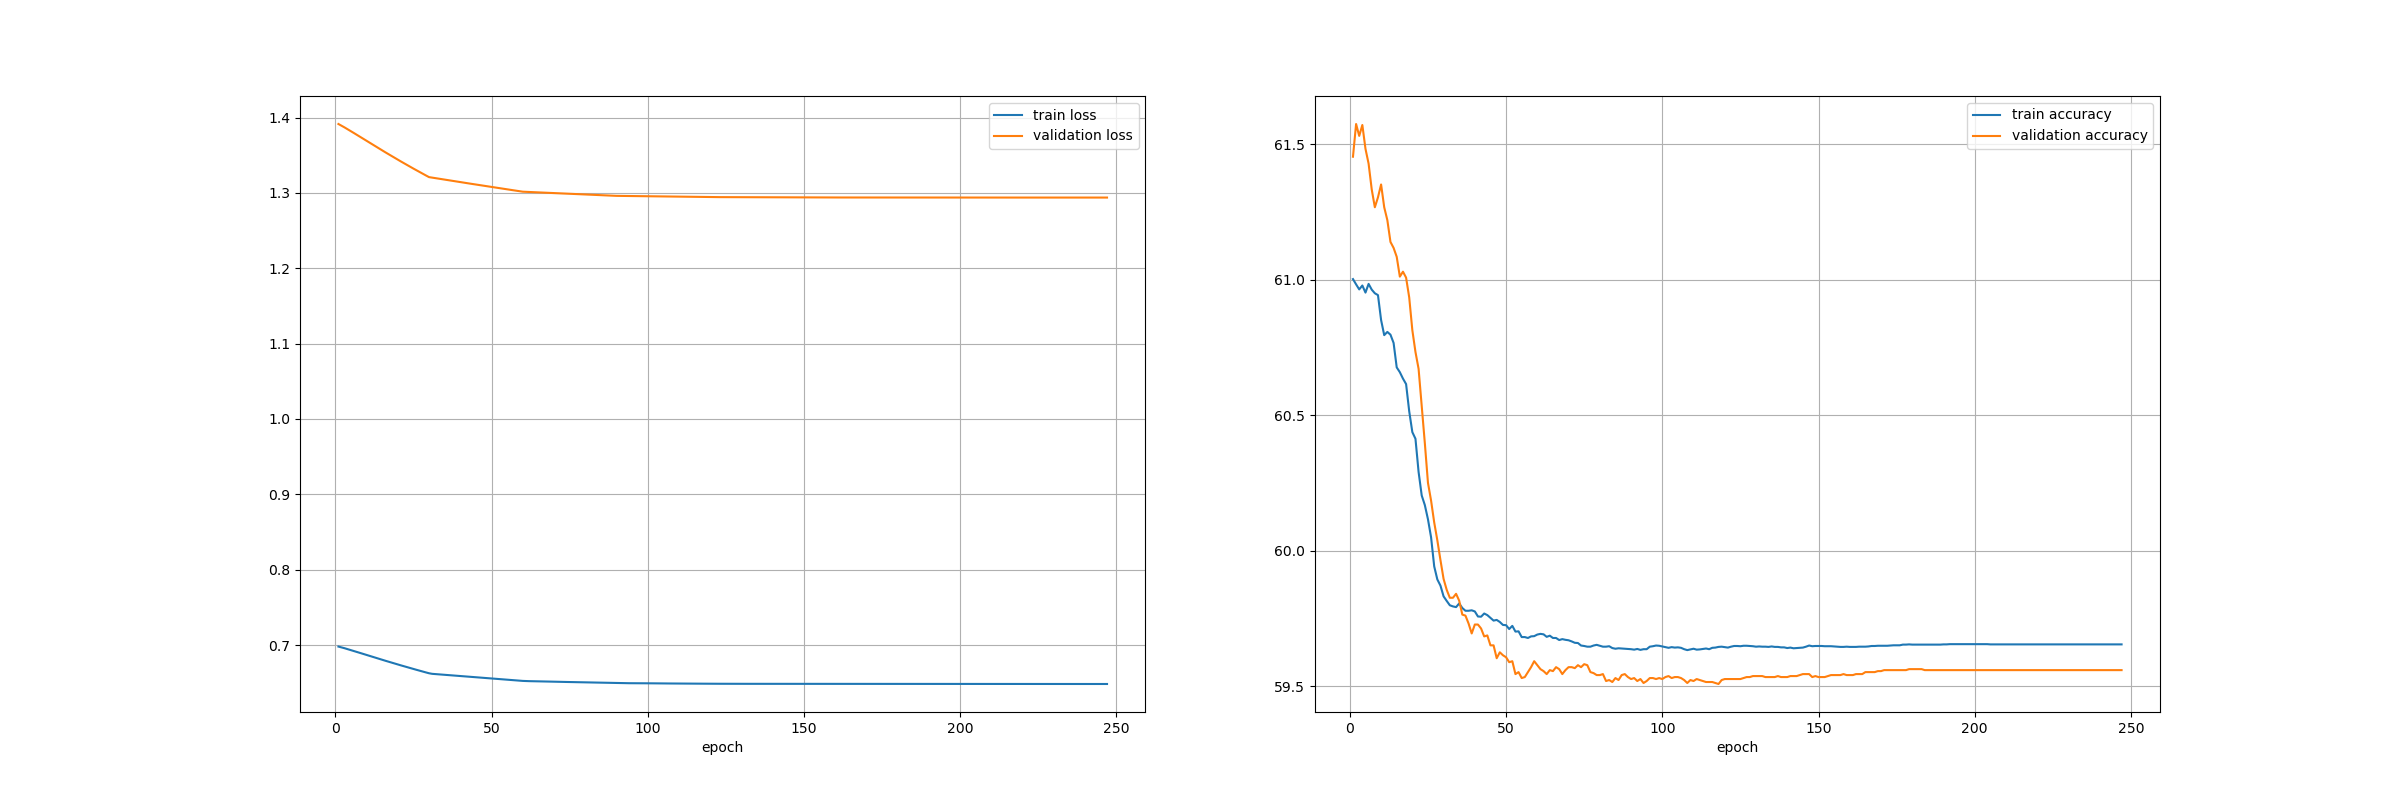 1.4
1.3
1.2
1.1
1.0
0.9
0.8
0.7
0 50 100 150 200 250
epoch
train loss
validation loss
61.5
61.0
60.5
60.0
59.5
0 50 100 150 200 250
epoch
train accuracy
validation accuracy